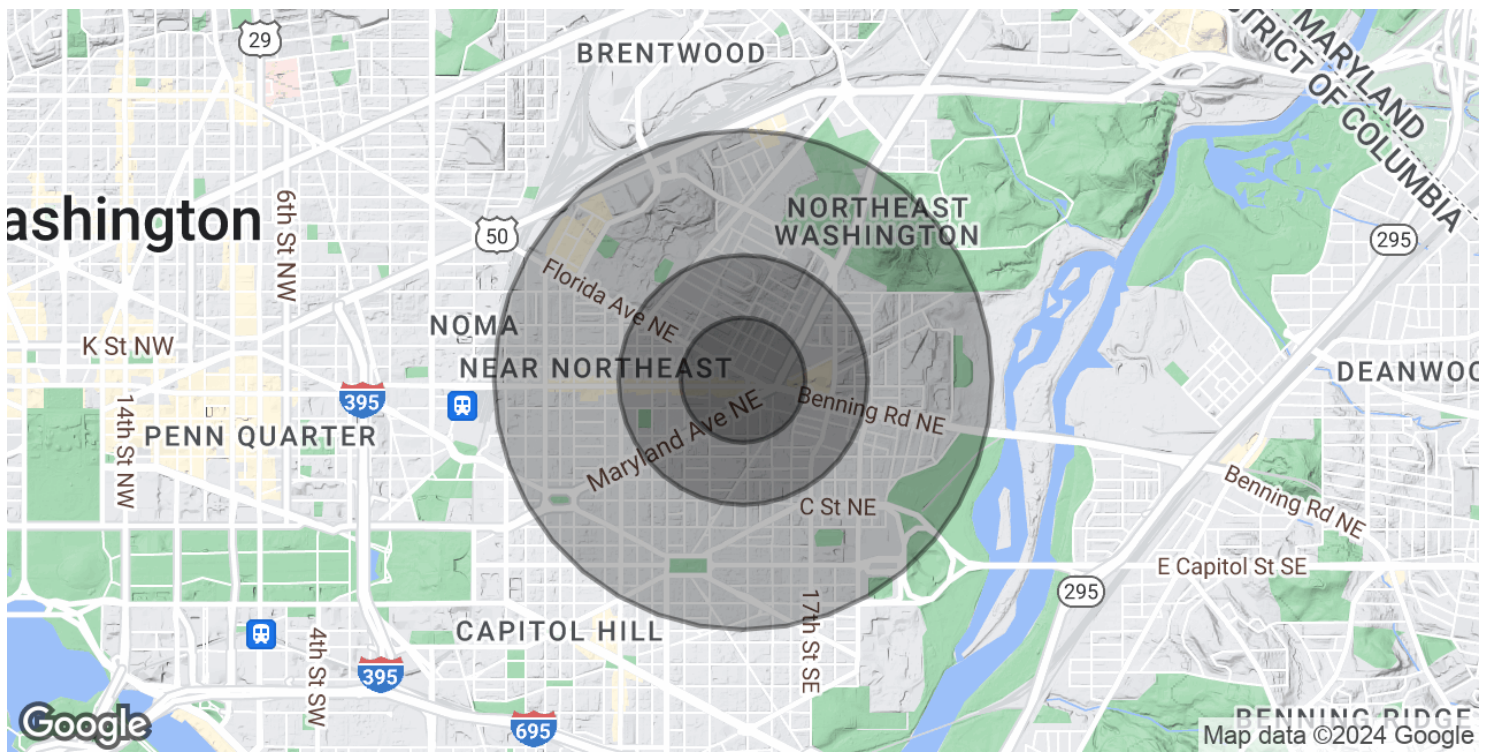 29
BRENTWOOD
MARYLAND
STRICT OF COLUMBIA
ashington
6th St NW
50
NORTHEAST
WASHINGTON
295
Florida Ave NE
NOMA
K St NW
NEAR NORTHEAST
DEANWOO
395
14th St NW
PENN QUARTER
Maryland Ave NE
Benning Rd NE
C St NE
Benning Rd NE
E Capitol St SE
295
17th St SE
CAPITOL HILL
4th St SW
395
695
BENNING RIDGE
Google
Map data ©2024 Google